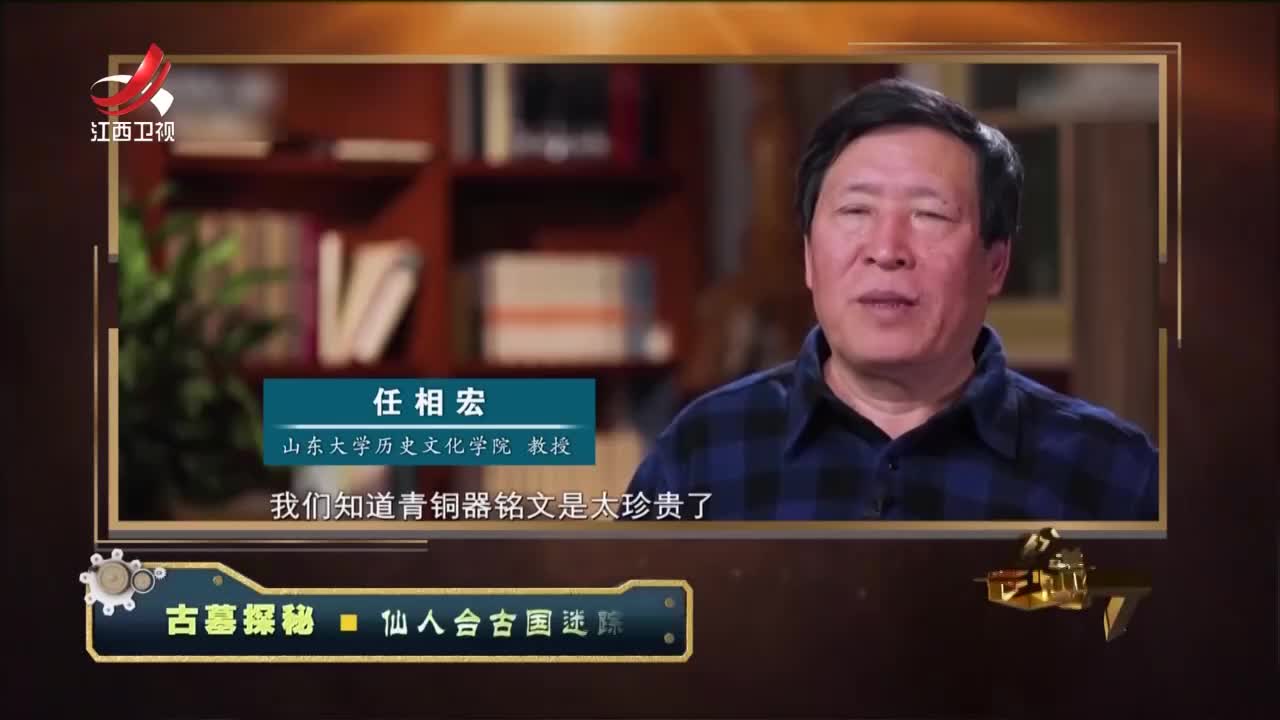 江西卫视
任相宏
山东大学历史文化学院 教授
我们知道青铜器铭文是太珍贵了
古墓探秘 仙人台古国迷踪